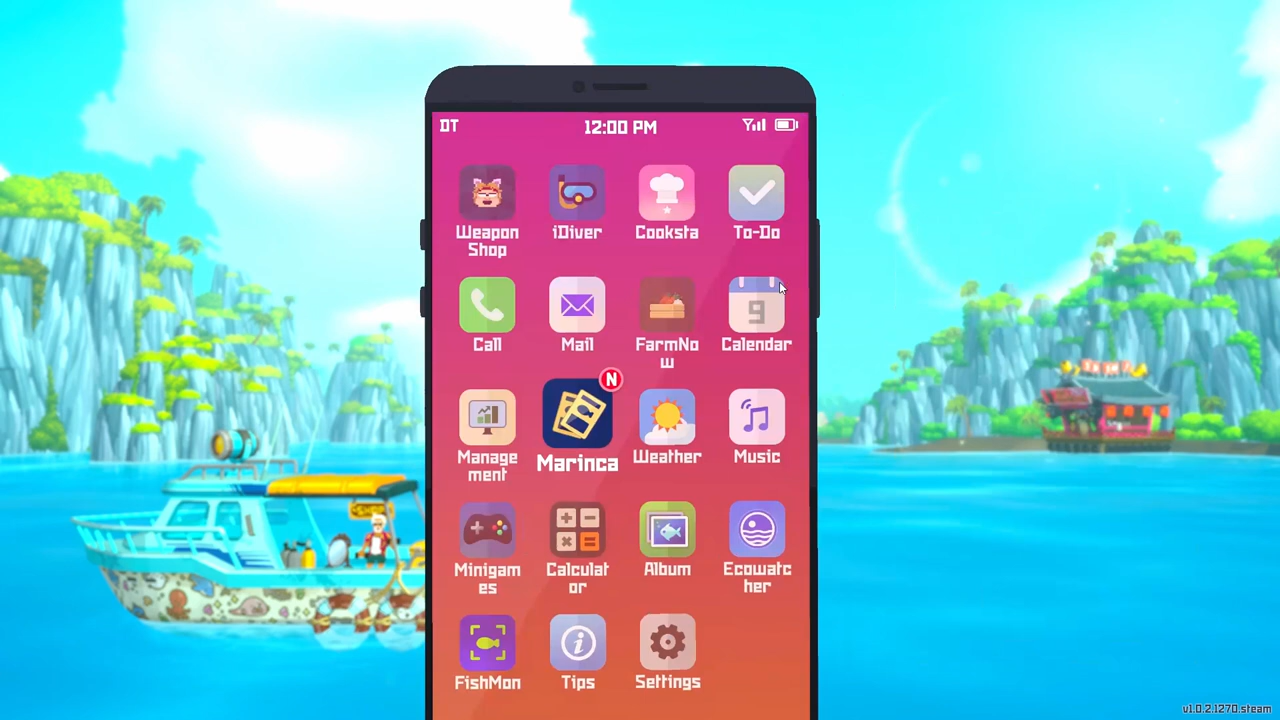 DT
12:00 PM
Weapon
Shop
iDiver
Cooksta
To-Do
Call
Mail
FarmNo
w
9
Calendar
N
Manage
ment
Marinca
Weather
Music
Minigam
es
Calculat
or
Album
Ecowatc
her
FishMon
i
Tips
Settings
v1.0.2.1270.steam